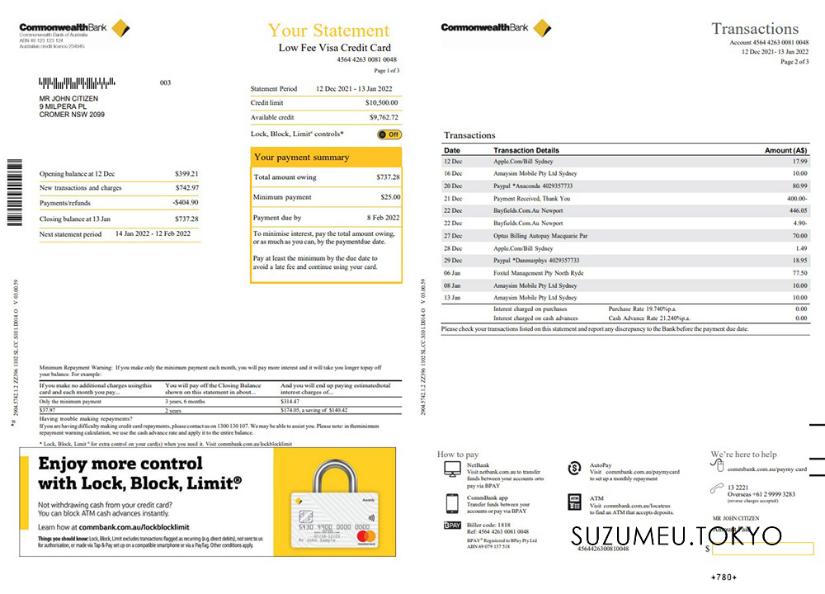 CommonwealthBank
Commonwealth Bank of Australia
ABN 48 123 123 124
Australian credit licence 234945
Your Statement
Low Fee Visa Credit Card
4564 4263 0081 0048
Page 1 of 3
003
MR JOHN CITIZEN
9 MILPERA PL
CROMER NSW 2099
Statement Period 12 Dec 2021 - 13 Jan 2022
Credit limit $10,500.00
Available credit $9,762.72
Lock, Block, Limit° controls* Off
Opening balance at 12 Dec $399.21
New transactions and charges $742.97
Payments/refunds -$404.90
Closing balance at 13 Jan $737.28
Next statement period 14 Jan 2022 - 12 Feb 2022
Your payment summary
Total amount owing $737.28
Minimum payment $25.00
Payment due by 8 Feb 2022
To minimise interest, pay the total amount owing,
or as much as you can, by the paymentdue date.
Pay at least the minimum by the due date to
avoid a late fee and continue using your card.
Minimum Repayment Warning: If you make only the minimum payment each month, you will pay more interest and it will take you longer topay off
your balance. For example:
If you make no additional charges usingthis
card and each month you pay...
You will pay off the Closing Balance
shown on this statement in about...
And you will end up paying estimatedtotal
interest charges of...
Only the minimum payment 3 years, 6 months $314.47
$37.97 2 years $174.05, a saving of $140.42
Having trouble making repayments?
If you are having difficulty making credit card repayments, please contact us on 1300 130 107. We may be able to assist you. Please note: in theminimum
repayment warning calculation, we use the cash advance rate and apply it to the entire balance.
* Lock, Block, Limit° for extra control on your card(s) when you need it. Visit commbank.com.au/lockblocklimit
Enjoy more control
with Lock, Block, Limit®
Not withdrawing cash from your credit card?
You can block ATM cash advances instantly.
Learn how at commbank.com.au/lockblocklimit
Things you should know: Lock, Block, Limit excludes transactions flagged as recurring (e.g. direct debits), not sent to us
for authorisation, or made via Tap & Pay set up on a compatible smartphone or via a PayTag. Other conditions apply.
CommonwealthBank
Transactions
Account 4564 4263 0081 0048
12 Dec 2021- 13 Jan 2022
Page 2 of 3
Transactions
Date Transaction Details Amount (A$)
12 Dec Apple.Com/Bill Sydney 17.99
16 Dec Amaysim Mobile Pty Ltd Sydney 10.00
20 Dec Paypal *Anaconda 4029357733 80.99
21 Dec Payment Received, Thank You 400.00-
22 Dec Bayfields.Com.Au Newport 446.05
22 Dec Bayfields.Com.Au Newport 4.90-
27 Dec Optus Billing Autopay Macquarie Par 70.00
28 Dec Apple.Com/Bill Sydney 1.49
29 Dec Paypal *Danmurphys 4029357733 18.95
06 Jan Foxtel Management Pty North Ryde 77.50
08 Jan Amaysim Mobile Pty Ltd Sydney 10.00
13 Jan Amaysim Mobile Pty Ltd Sydney 10.00
Interest charged on purchases Purchase Rate 19.740%p.a. 0.00
Interest charged on cash advances Cash Advance Rate 21.240%p.a. 0.00
Please check your transactions listed on this statement and report any discrepancy to the Bank before the payment due date.
How to pay
NetBank
Visit netbank.com.au to transfer
funds between your accounts orto
pay via BPAY
CommBank app
Transfer funds between your
accounts or pay via BPAY
BPAY
Biller code: 1818
Ref: 4564 4263 0081 0048
BPAY® Registered to BPay Pty Ltd
ABN 69 079 137 518
AutoPay
Visit commbank.com.au/paymycard
to set up a monthly repayment
ATM
Visit commbank.com.au/locateus
to find an ATM that accepts deposits.
4564426300810048
We're here to help
commbank.com.au/paymy card
13 2221
Overseas +61 2 9999 3283
(reverse charges accepted)
MR JOHN CITIZEN
SUZUMEU.TOKYO
$
+780+